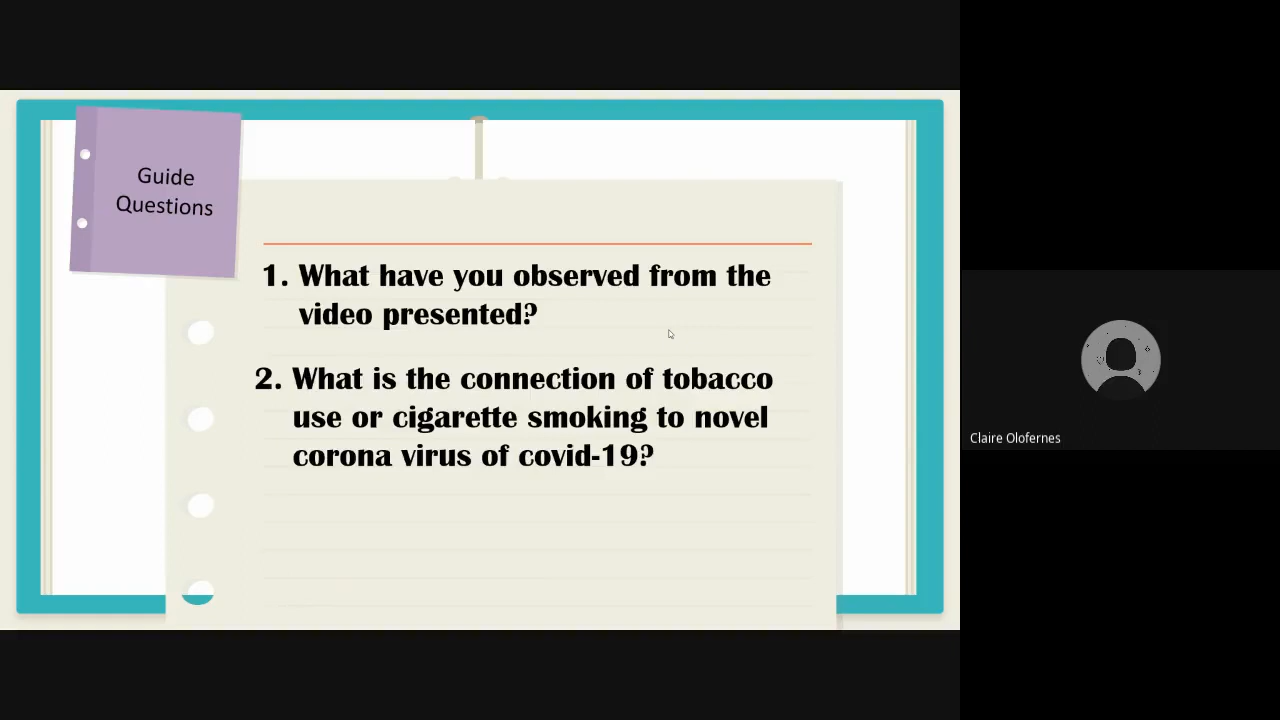 Guide
Questions
1. What have you observed from the
video presented?
2. What is the connection of tobacco
use or cigarette smoking to novel
corona virus of covid-19?
Claire Olofernes